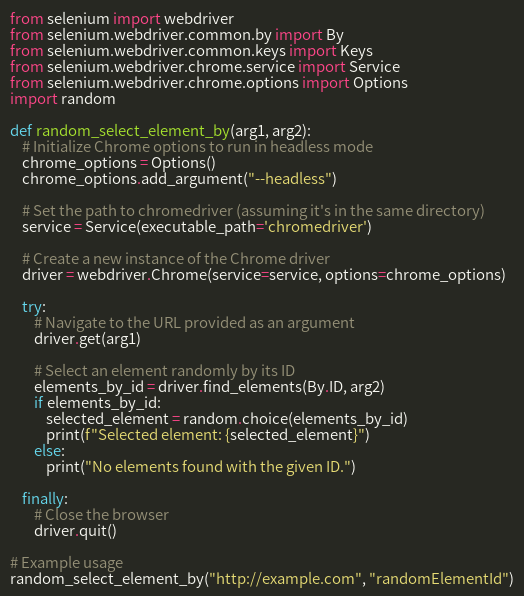 from selenium import webdriver
from selenium.webdriver.common.by import By
from selenium.webdriver.common.keys import Keys
from selenium.webdriver.chrome.service import Service
from selenium.webdriver.chrome.options import Options
import random

def random_select_element_by(arg1, arg2):
    # Initialize Chrome options to run in headless mode
    chrome_options = Options()
    chrome_options.add_argument("--headless")

    # Set the path to chromedriver (assuming it's in the same directory)
    service = Service(executable_path='chromedriver')

    # Create a new instance of the Chrome driver
    driver = webdriver.Chrome(service=service, options=chrome_options)

    try:
        # Navigate to the URL provided as an argument
        driver.get(arg1)

        # Select an element randomly by its ID
        elements_by_id = driver.find_elements(By.ID, arg2)
        if elements_by_id:
            selected_element = random.choice(elements_by_id)
            print(f"Selected element: {selected_element}")
        else:
            print("No elements found with the given ID.")

    finally:
        # Close the browser
        driver.quit()

# Example usage
random_select_element_by("http://example.com", "randomElementId")